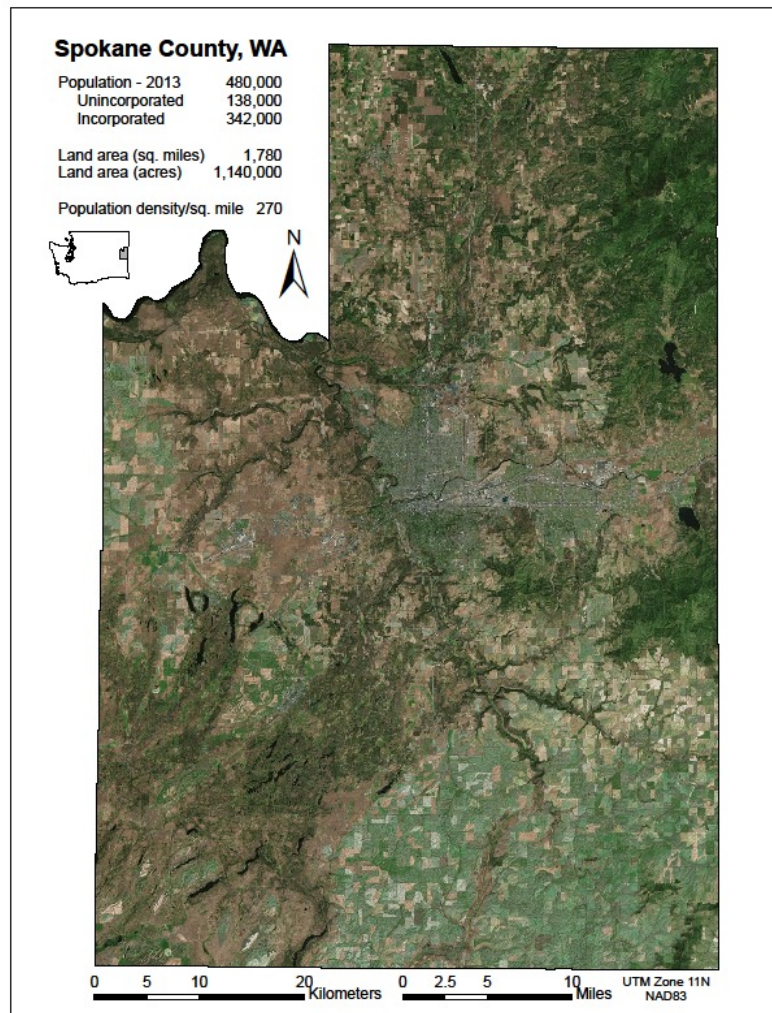 Spokane County, WA
Population - 2013 480,000
Unincorporated 138,000
Incorporated 342,000
Land area (sq. miles) 1,780
Land area (acres) 1,140,000
Population density/sq. mile 270
N
0 5 10 20 Kilometers
0 2.5 5 10 Miles
UTM Zone 11N
NAD83